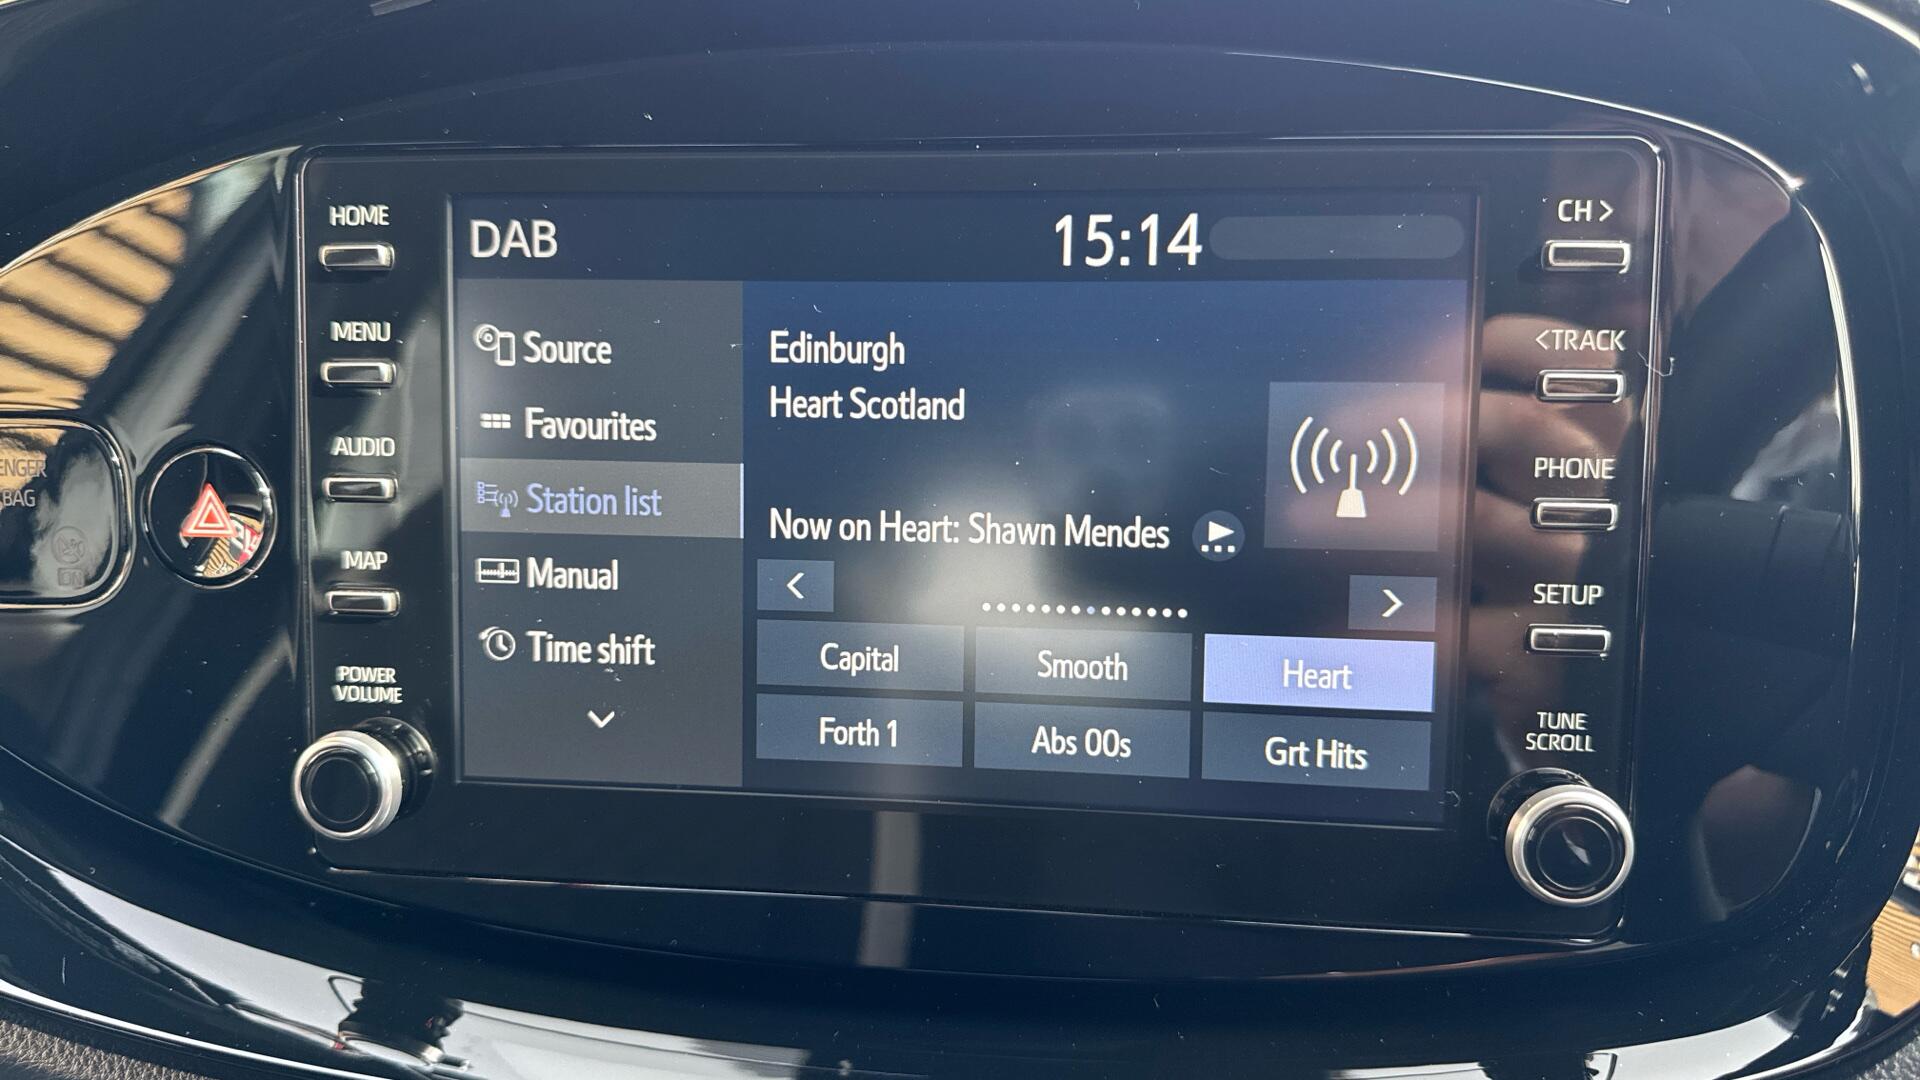 HOME
MENU
AUDIO
MAP
POWER
VOLUME
DAB
15:14
Source
Favourites
Station list
Manual
Time shift
Edinburgh
Heart Scotland
Now on Heart: Shawn Mendes
<
>
Capital
Smooth
Heart
Forth 1
Abs 00s
Grt Hits
CH >
<TRACK
PHONE
SETUP
TUNE
SCROLL
ENGER
BAG